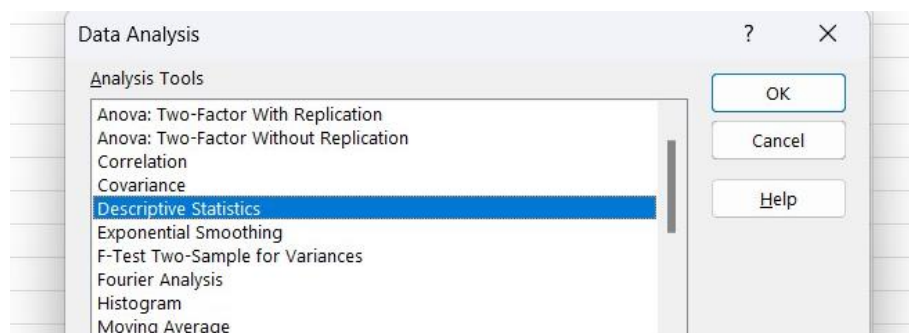 Data Analysis ? X
Analysis Tools
Anova: Two-Factor With Replication
Anova: Two-Factor Without Replication
Correlation
Covariance
Descriptive Statistics
Exponential Smoothing
F-Test Two-Sample for Variances
Fourier Analysis
Histogram
Moving Average
OK
Cancel
Help